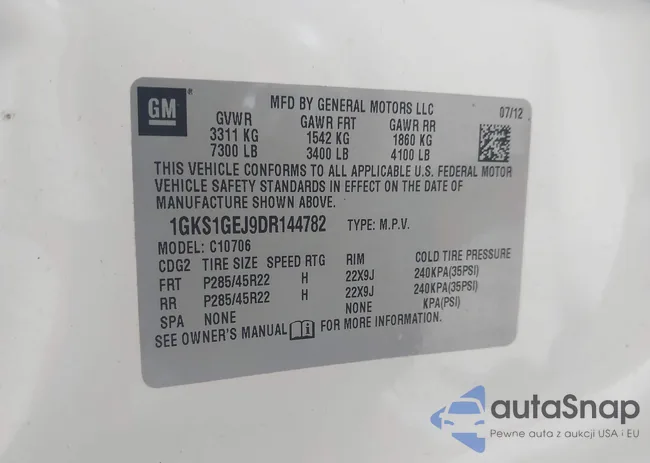 GM ®
MFD BY GENERAL MOTORS LLC 07/12
GVWR GAWR FRT GAWR RR
3311 KG 1542 KG 1860 KG
7300 LB 3400 LB 4100 LB
THIS VEHICLE CONFORMS TO ALL APPLICABLE U.S. FEDERAL MOTOR
VEHICLE SAFETY STANDARDS IN EFFECT ON THE DATE OF
MANUFACTURE SHOWN ABOVE.
1GKS1GEJ9DR144782 TYPE: M.P.V.
MODEL: C10706
CDG2 TIRE SIZE SPEED RTG RIM COLD TIRE PRESSURE
FRT P285/45R22 H 22X9J 240KPA(35PSI)
RR P285/45R22 H 22X9J 240KPA(35PSI)
SPA NONE NONE KPA(PSI)
SEE OWNER'S MANUAL FOR MORE INFORMATION.
autaSnap
Pewne auta z aukcji USA i EU